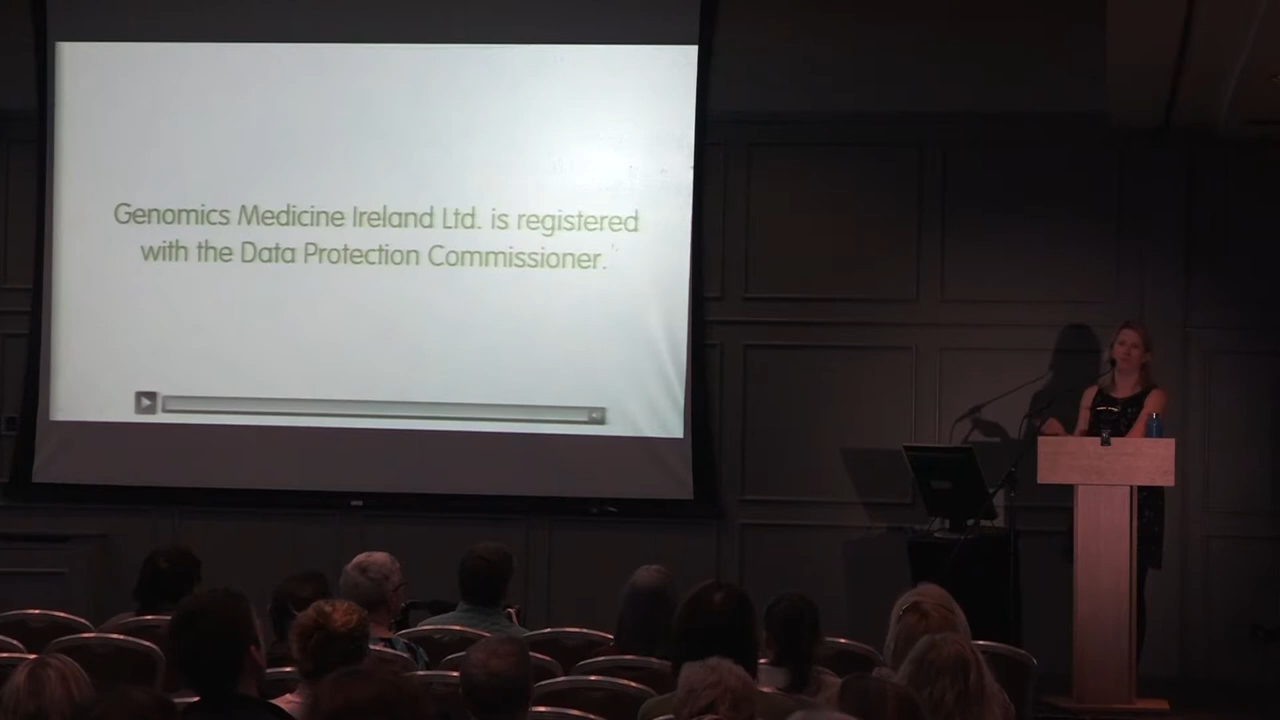 Genomics Medicine Ireland Ltd. is registered
with the Data Protection Commissioner.